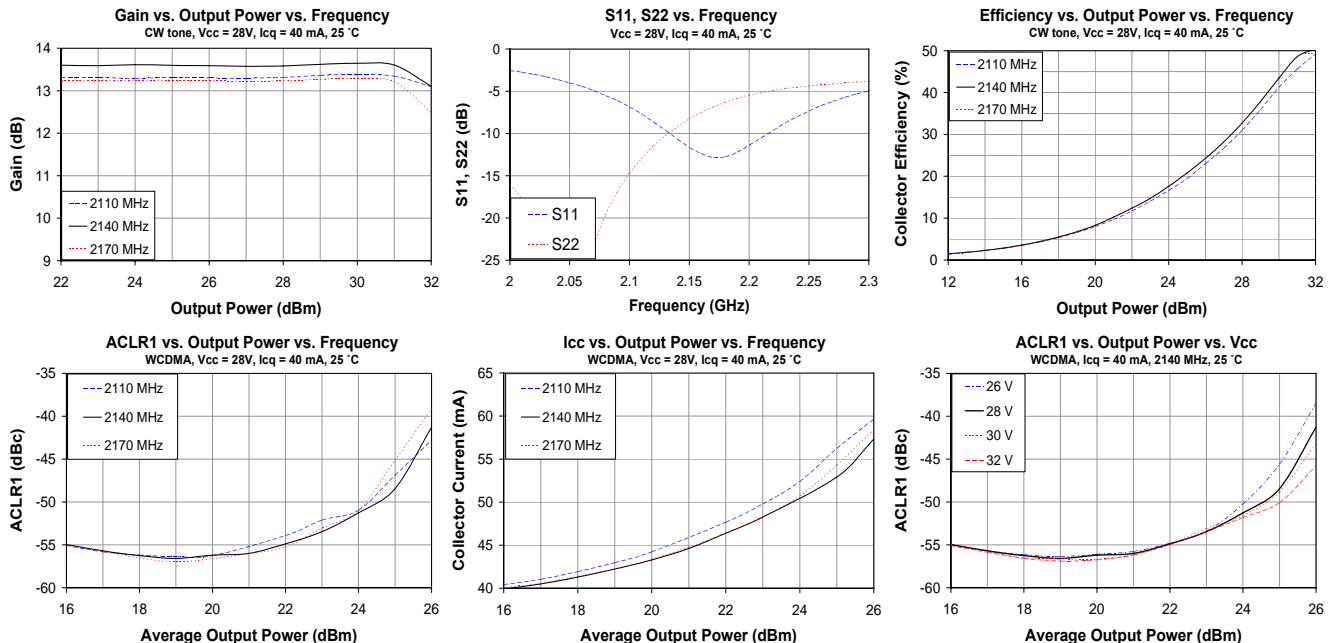 Gain vs. Output Power vs. Frequency
CW tone, Vcc = 28V, Icq = 40 mA, 25 ˚C
14
13
12
11
10
9
Gain (dB)
2110 MHz
2140 MHz
2170 MHz
22 24 26 28 30 32
Output Power (dBm)
S11, S22 vs. Frequency
Vcc = 28V, Icq = 40 mA, 25 ˚C
0
-5
-10
-15
-20
-25
S11, S22 (dB)
S11
S22
2 2.05 2.1 2.15 2.2 2.25 2.3
Frequency (GHz)
Efficiency vs. Output Power vs. Frequency
CW tone, Vcc = 28V, Icq = 40 mA, 25 ˚C
50
40
30
20
10
0
Collector Efficiency (%)
2110 MHz
2140 MHz
2170 MHz
12 16 20 24 28 32
Output Power (dBm)
ACLR1 vs. Output Power vs. Frequency
WCDMA, Vcc = 28V, Icq = 40 mA, 25 ˚C
-35
-40
-45
-50
-55
-60
ACLR1 (dBc)
2110 MHz
2140 MHz
2170 MHz
16 18 20 22 24 26
Average Output Power (dBm)
Icc vs. Output Power vs. Frequency
WCDMA, Vcc = 28V, Icq = 40 mA, 25 ˚C
65
60
55
50
45
40
Collector Current (mA)
2110 MHz
2140 MHz
2170 MHz
16 18 20 22 24 26
Average Output Power (dBm)
ACLR1 vs. Output Power vs. Vcc
WCDMA, Icq = 40 mA, 2140 MHz, 25 ˚C
-35
-40
-45
-50
-55
-60
ACLR1 (dBc)
26 V
28 V
30 V
32 V
16 18 20 22 24 26
Average Output Power (dBm)